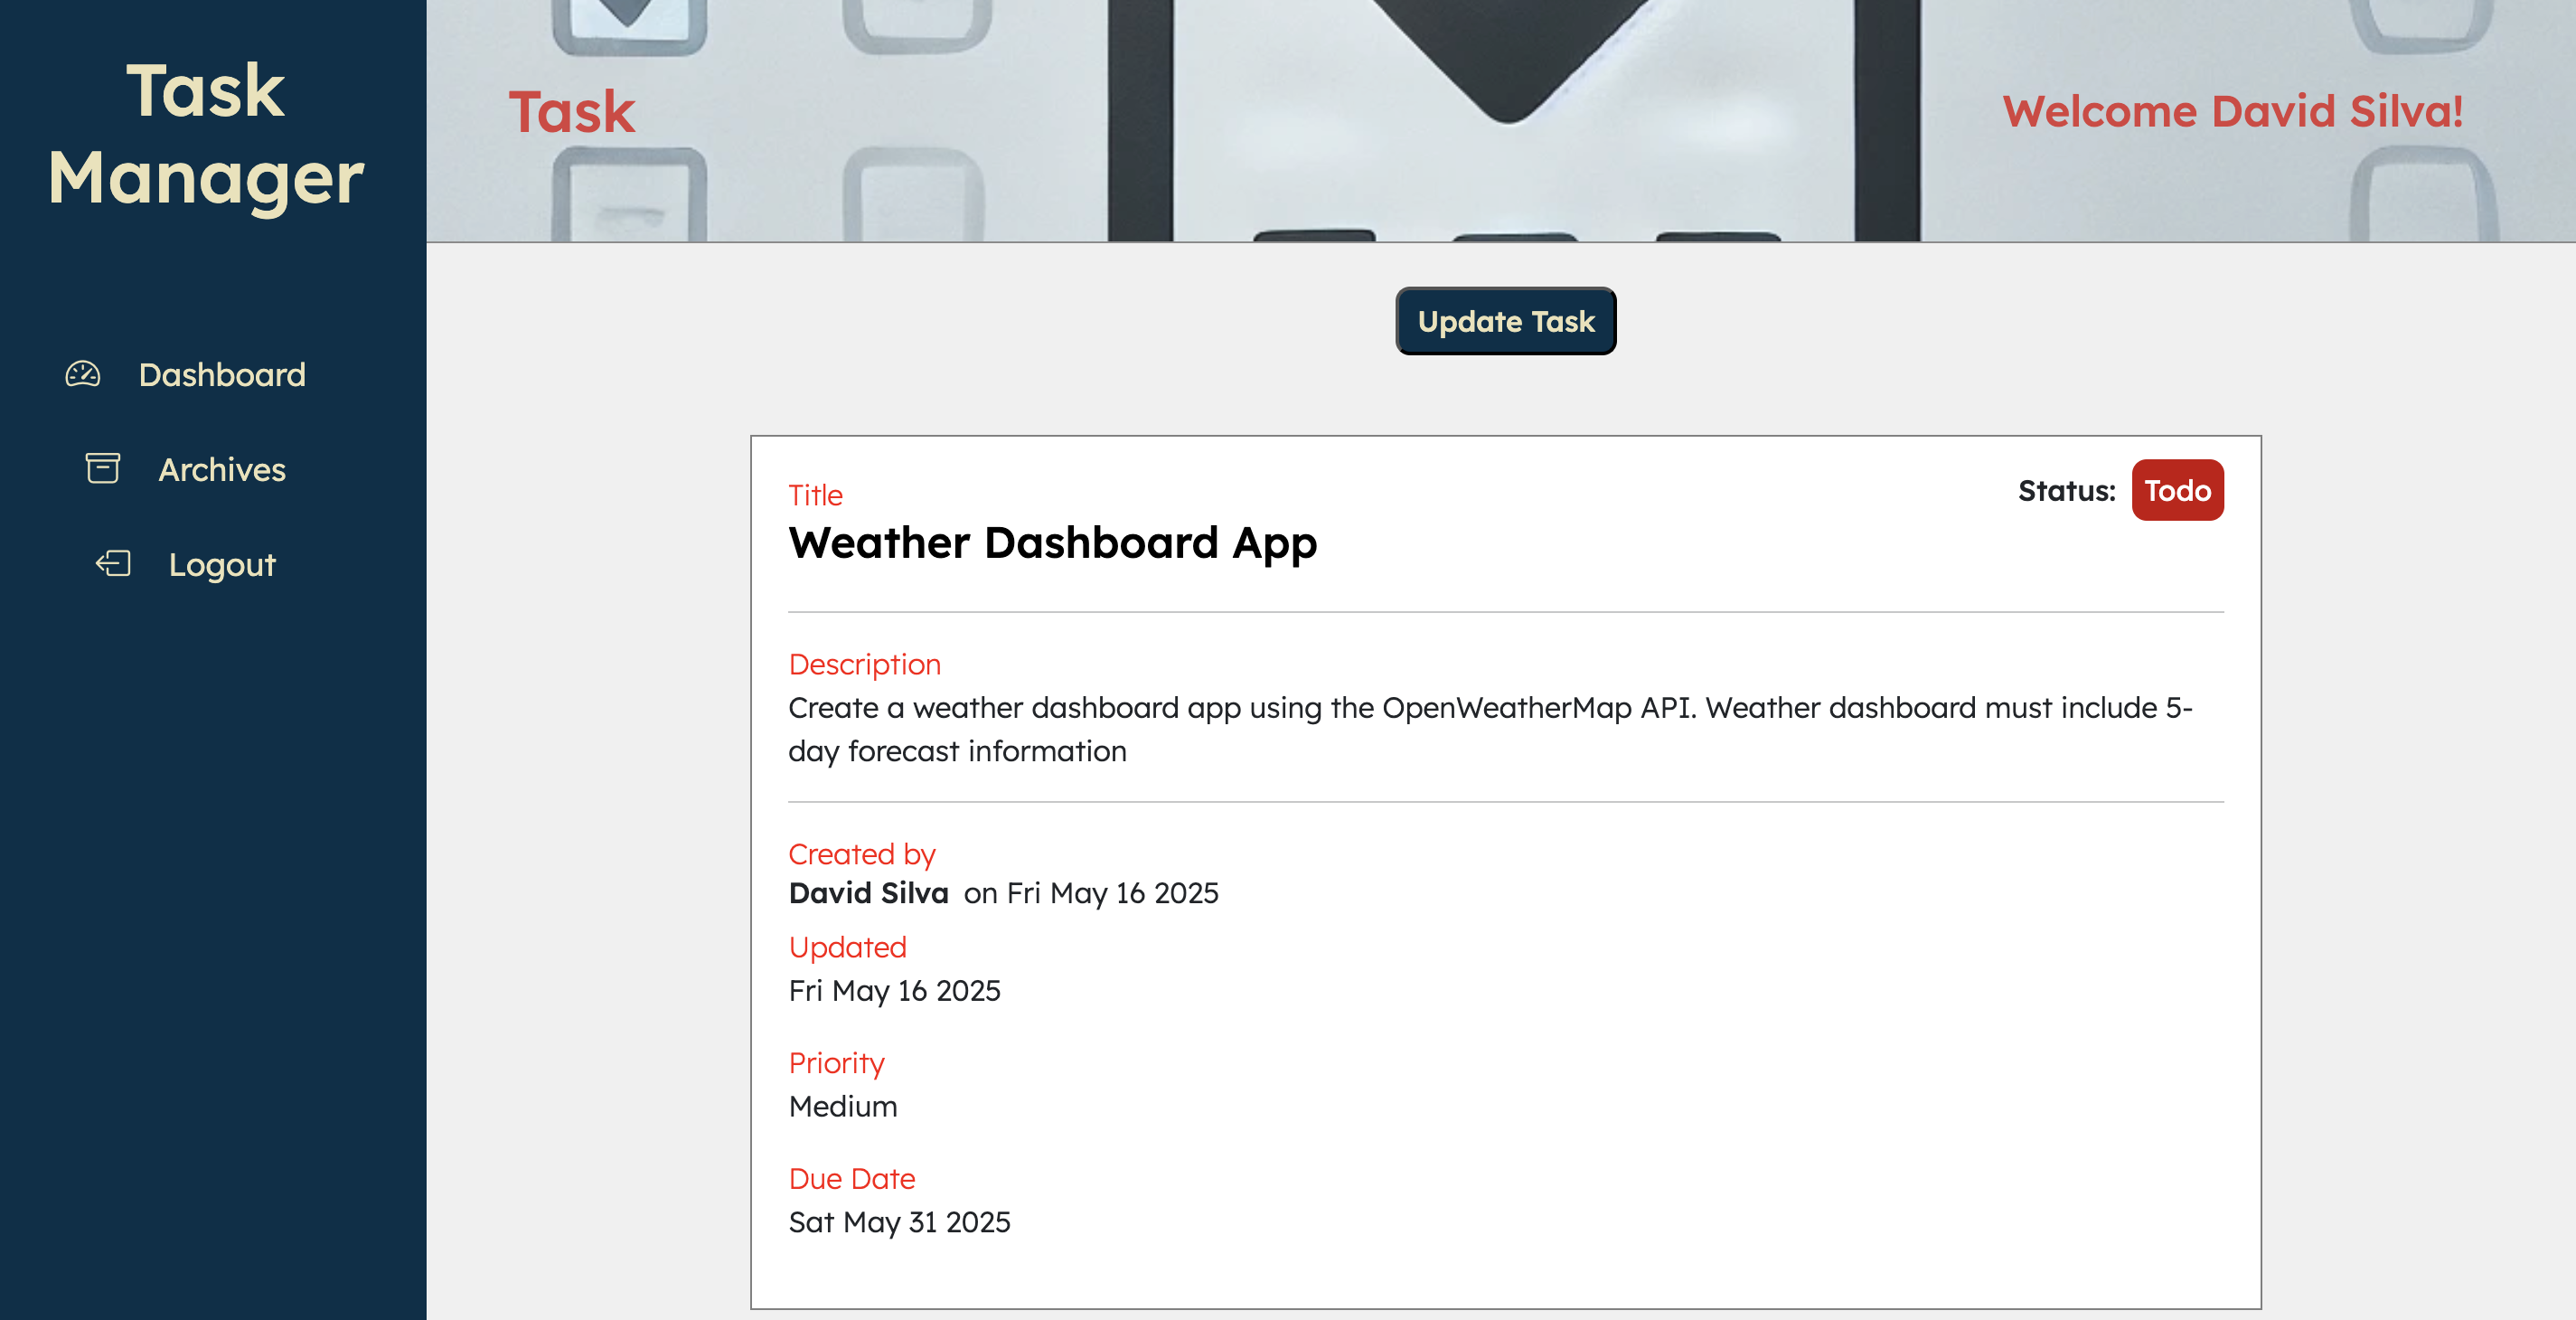 Task
Manager
Dashboard
Archives
Logout
Task
Welcome David Silva!
Update Task
Title
Status: Todo
Weather Dashboard App
Description
Create a weather dashboard app using the OpenWeatherMap API. Weather dashboard must include 5-
day forecast information
Created by
David Silva on Fri May 16 2025
Updated
Fri May 16 2025
Priority
Medium
Due Date
Sat May 31 2025